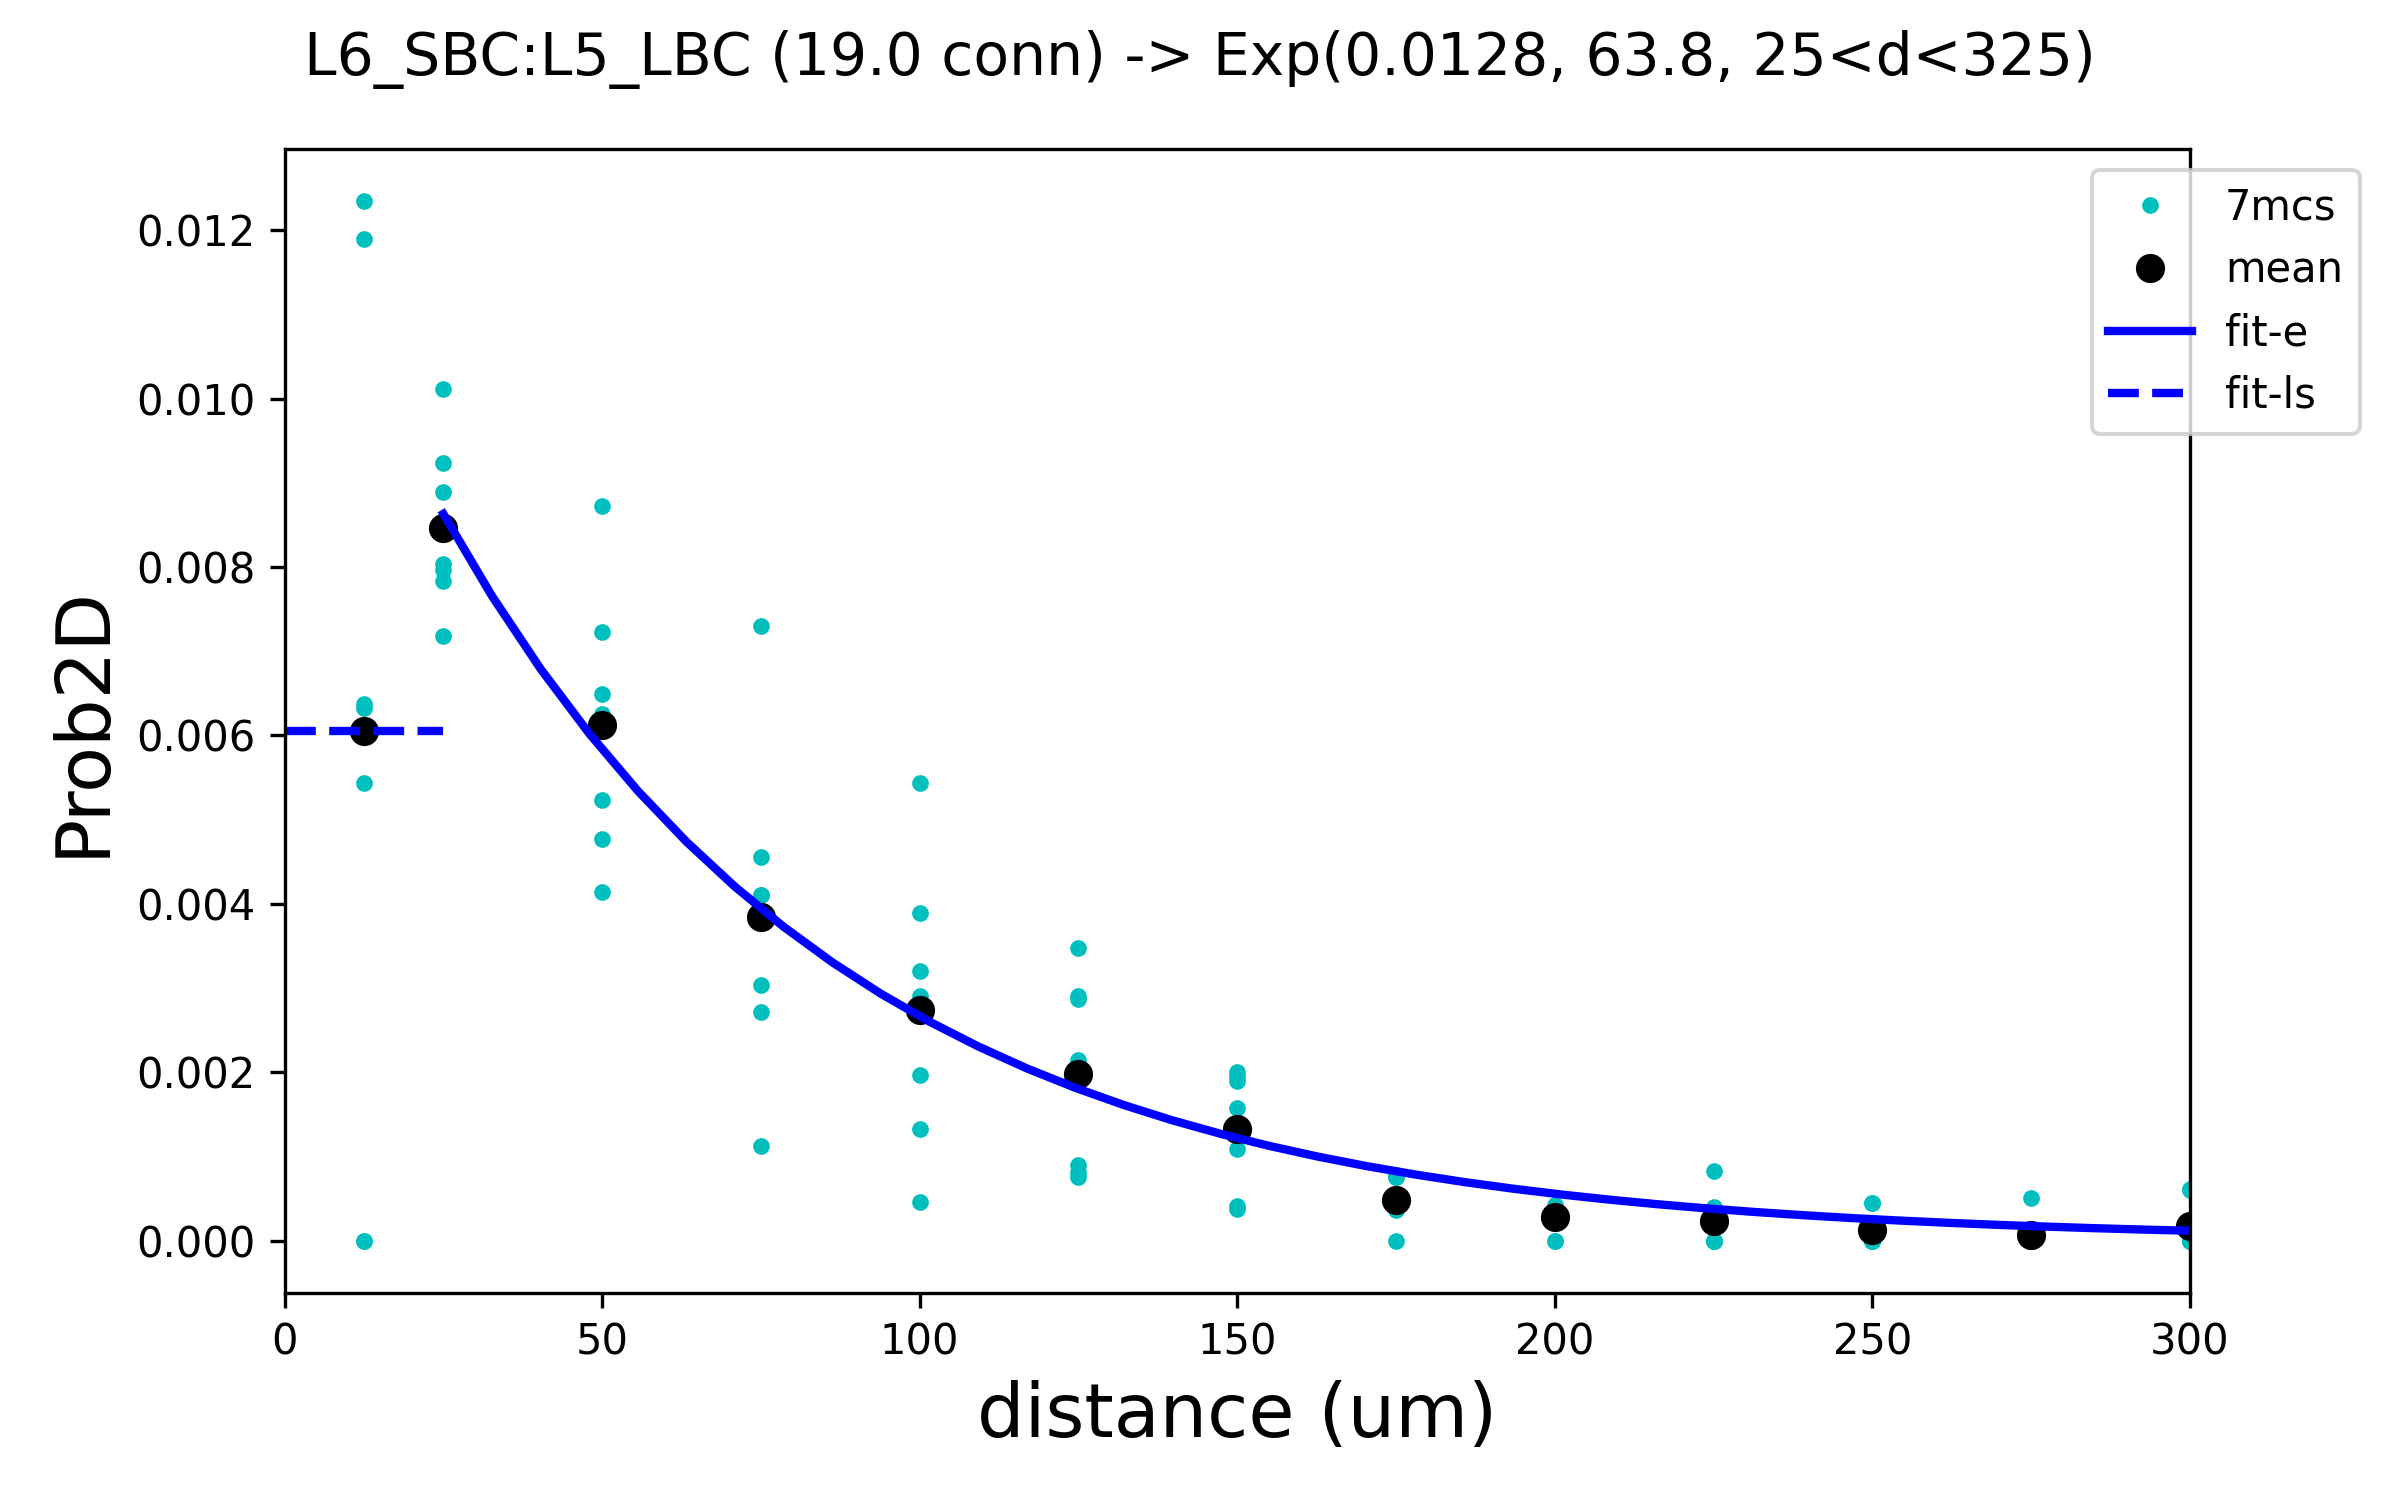 L6_SBC:L5_LBC (19.0 conn) -> Exp(0.0128, 63.8, 25<d<325)
7mcs
mean
fit-e
fit-ls
Prob2D
0.012
0.010
0.008
0.006
0.004
0.002
0.000
0 50 100 150 200 250 300
distance (um)